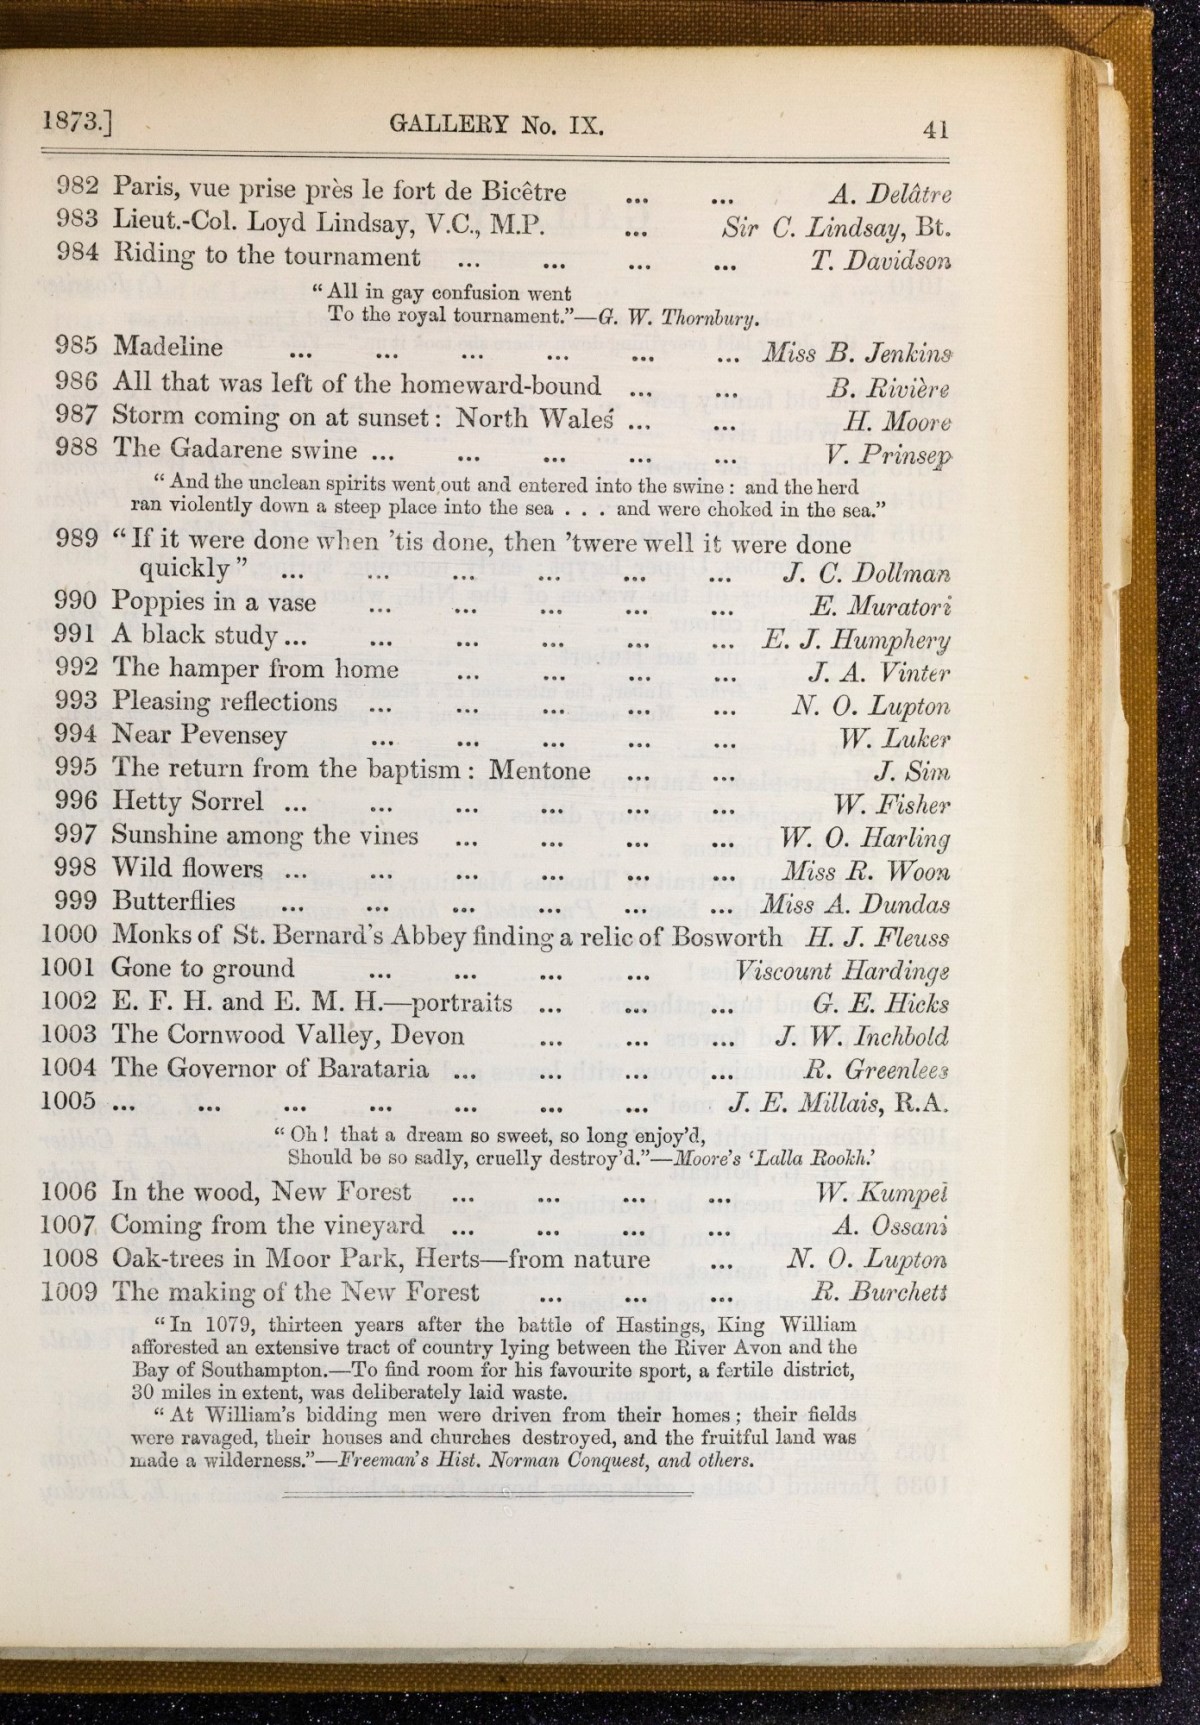 1873.] GALLERY No. IX. 41
982 Paris, vue prise près le fort de Bicêtre ... ... A. Delâtre
983 Lieut.-Col. Loyd Lindsay, V.C., M.P. ... Sir C. Lindsay, Bt.
984 Riding to the tournament ... ... ... ... T. Davidson
“All in gay confusion went
To the royal tournament.”—G. W. Thornbury.
985 Madeline ... ... ... ... ... ... Miss B. Jenkins
986 All that was left of the homeward-bound ... ... B. Rivière
987 Storm coming on at sunset: North Wales ... ... H. Moore
988 The Gadarene swine ... ... ... ... ... V. Prinsep
“And the unclean spirits went out and entered into the swine: and the herd
ran violently down a steep place into the sea . . . and were choked in the sea.”
989 “If it were done when ’tis done, then ’twere well it were done
quickly” ... ... ... ... ... ... J. C. Dollman
990 Poppies in a vase ... ... ... ... ... E. Muratori
991 A black study ... ... ... ... ... ... E. J. Humphery
992 The hamper from home ... ... ... ... J. A. Vinter
993 Pleasing reflections ... ... ... ... ... N. O. Lupton
994 Near Pevensey ... ... ... ... ... W. Luker
995 The return from the baptism: Mentone ... ... J. Sim
996 Hetty Sorrel ... ... ... ... ... ... W. Fisher
997 Sunshine among the vines ... ... ... ... W. O. Harling
998 Wild flowers ... ... ... ... ... ... Miss R. Woon
999 Butterflies ... ... ... ... ... ... Miss A. Dundas
1000 Monks of St. Bernard’s Abbey finding a relic of Bosworth H. J. Fleuss
1001 Gone to ground ... ... ... ... Viscount Hardinge
1002 E. F. H. and E. M. H.—portraits ... ... ... G. E. Hicks
1003 The Cornwood Valley, Devon ... ... ... J. W. Inchbold
1004 The Governor of Barataria ... ... ... ... R. Greenlees
1005 ... ... ... ... ... ... ... J. E. Millais, R.A.
“Oh! that a dream so sweet, so long enjoy’d,
Should be so sadly, cruelly destroy’d.”—Moore’s ‘Lalla Rookh.’
1006 In the wood, New Forest ... ... ... ... W. Kumpel
1007 Coming from the vineyard ... ... ... ... A. Ossani
1008 Oak-trees in Moor Park, Herts—from nature ... N. O. Lupton
1009 The making of the New Forest ... ... ... R. Burchett
“In 1079, thirteen years after the battle of Hastings, King William
afforested an extensive tract of country lying between the River Avon and the
Bay of Southampton.—To find room for his favourite sport, a fertile district,
30 miles in extent, was deliberately laid waste.
“At William’s bidding men were driven from their homes; their fields
were ravaged, their houses and churches destroyed, and the fruitful land was
made a wilderness.”—Freeman’s Hist. Norman Conquest, and others.